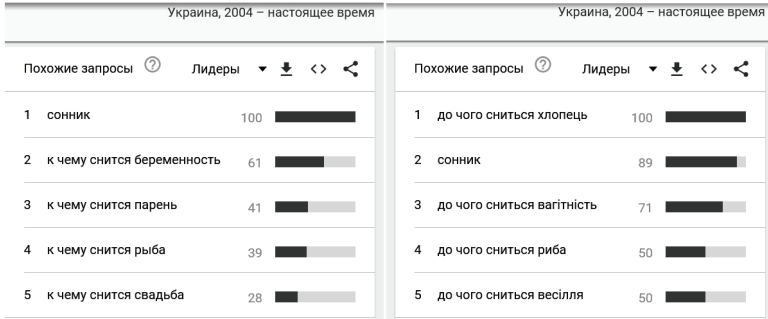 Украина, 2004 – настоящее время
Похожие запросы ? Лидеры
1 сонник 100
2 к чему снится беременность 61
3 к чему снится парень 41
4 к чему снится рыба 39
5 к чему снится свадьба 28
Украина, 2004 – настоящее время
Похожие запросы ? Лидеры
1 до чого сниться хлопець 100
2 сонник 89
3 до чого сниться вагітність 71
4 до чого сниться риба 50
5 до чого сниться весілля 50